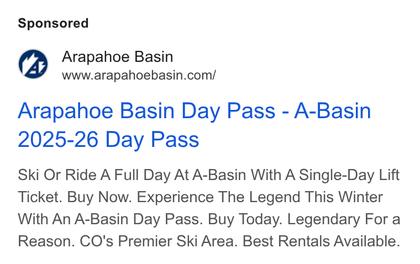 Sponsored
Arapahoe Basin
www.arapahoebasin.com/
Arapahoe Basin Day Pass - A-Basin
2025-26 Day Pass
Ski Or Ride A Full Day At A-Basin With A Single-Day Lift
Ticket. Buy Now. Experience The Legend This Winter
With An A-Basin Day Pass. Buy Today. Legendary For a
Reason. CO's Premier Ski Area. Best Rentals Available.